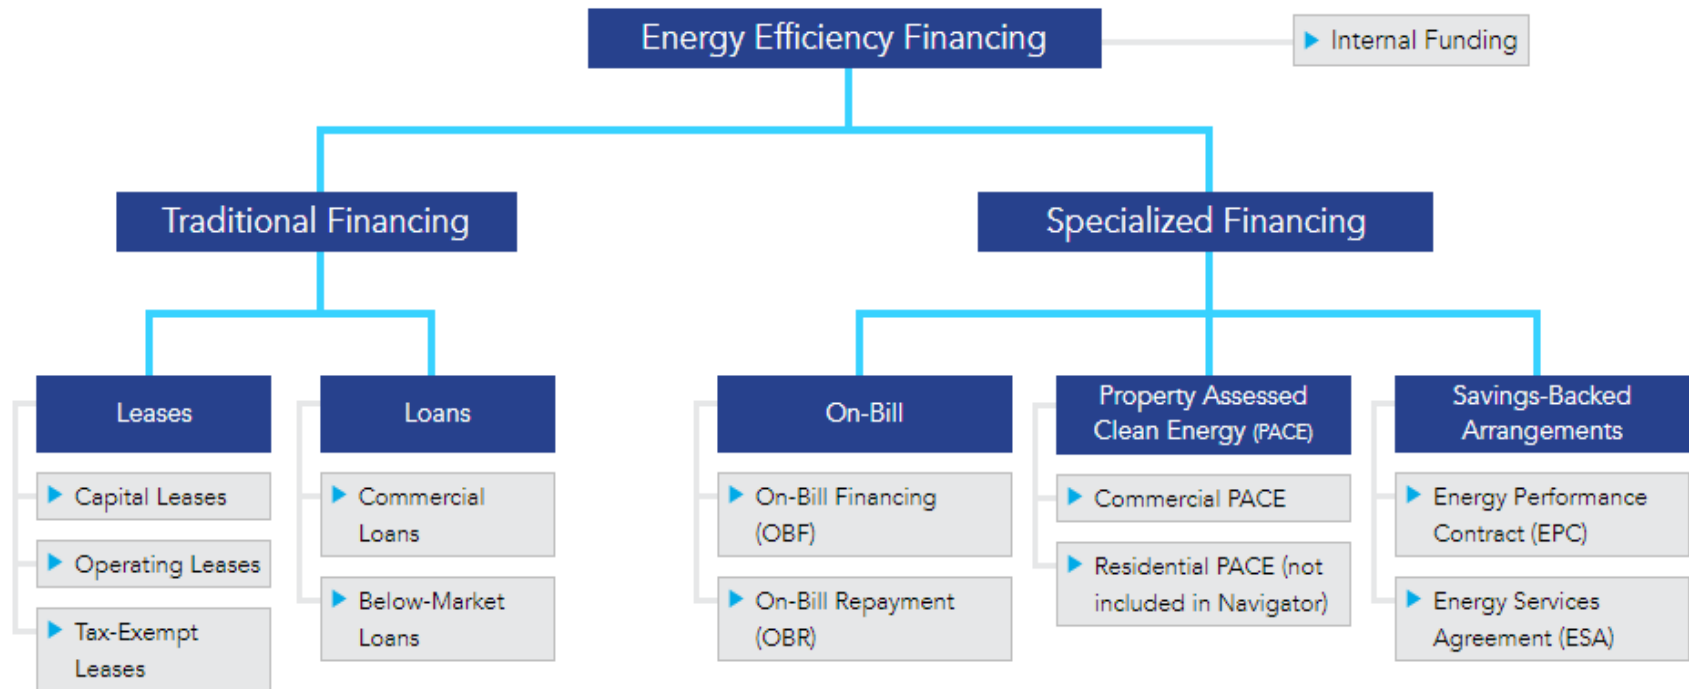 Energy Efficiency Financing
Internal Funding
Traditional Financing
Specialized Financing
Leases
Capital Leases
Operating Leases
Tax-Exempt
Leases
Loans
Commercial
Loans
Below-Market
Loans
On-Bill
On-Bill Financing
(OBF)
On-Bill Repayment
(OBR)
Property Assessed
Clean Energy (PACE)
Commercial PACE
Residential PACE (not
included in Navigator)
Savings-Backed
Arrangements
Energy Performance
Contract (EPC)
Energy Services
Agreement (ESA)